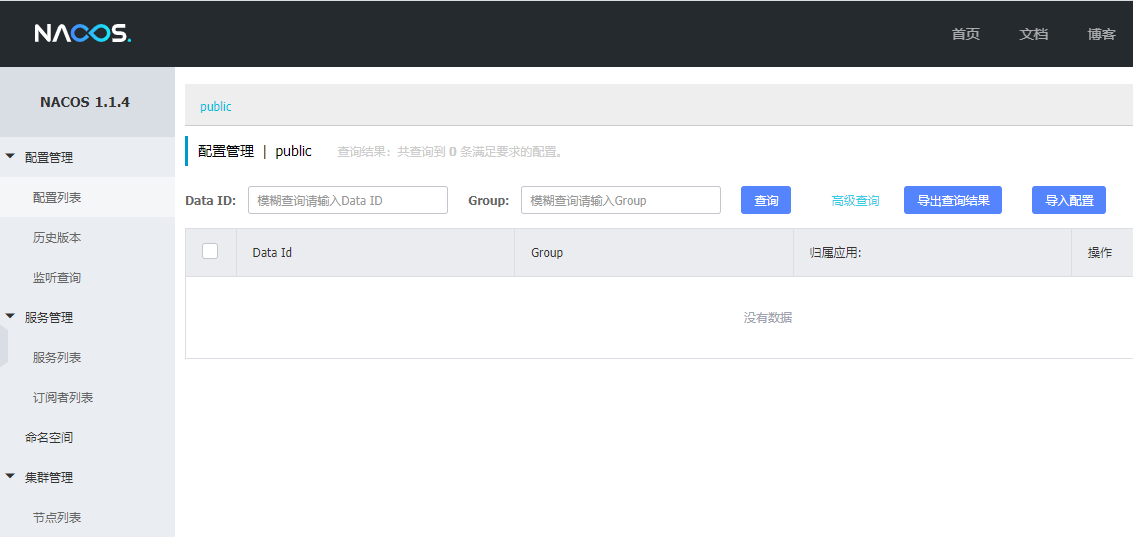 NACOS.
首页 文档 博客
NACOS 1.1.4
public
配置管理
配置管理 | public 查询结果：共查询到 0 条满足要求的配置。
配置列表
Data ID: 模糊查询请输入Data ID Group: 模糊查询请输入Group 查询 高级查询 导出查询结果 导入配置
历史版本
Data Id Group 归属应用: 操作
监听查询
服务管理
没有数据
服务列表
订阅者列表
命名空间
集群管理
节点列表